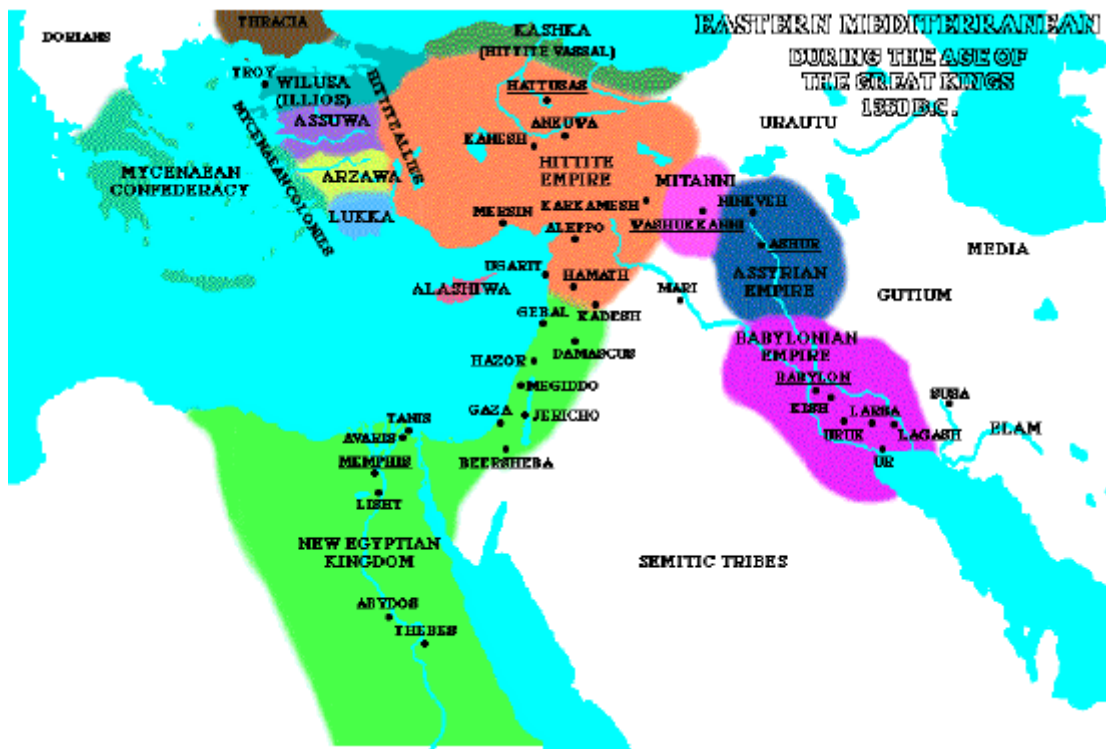 EASTERN MEDITERRANEAN
DURING THE AGE OF
THE GREAT KINGS
1350 B.C.
DORIANS
THRACIA
KASHKA
(HITTITE VASSAL)
TROY
WILUSA
(ILLIOS)
HITTITE ALLIES
HATTUSAS
ASSUWA
ANKUWA
KANESH
URAUTU
MYCENAEAN
CONFEDERACY
MYCENAEAN COLONIES
ARZAWA
HITTITE
EMPIRE
MITANNI
LUKKA
MERSIN
KARKAMESH
WASHUKKANNI
NINEVEH
ALEPPO
ASHUR
MEDIA
UGARIT
HAMATH
ASSYRIAN
EMPIRE
ALASHIWA
MARI
GUTIUM
GEBAL
KADESH
DAMASCUS
BABYLONIAN
EMPIRE
HAZOR
BABYLON
MEGIDDO
KISH
SUSA
GAZA
JERICHO
LARSA
TANIS
AVARIS
URUK
LAGASH
ELAM
BEERSHEBA
MEMPHIS
UR
LISHT
NEW EGYPTIAN
KINGDOM
SEMITIC TRIBES
ABYDOS
THEBES